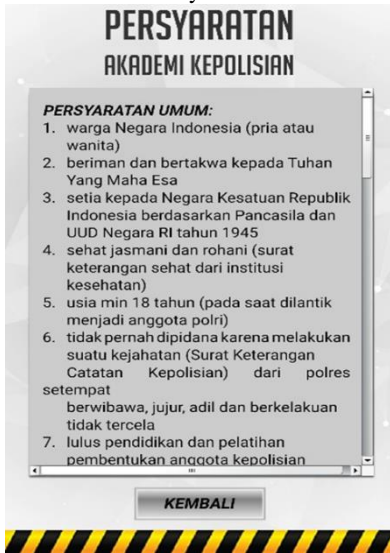 PERSYARATAN
AKADEMI KEPOLISIAN
PERSYARATAN UMUM:
1. warga Negara Indonesia (pria atau
wanita)
2. beriman dan bertakwa kepada Tuhan
Yang Maha Esa
3. setia kepada Negara Kesatuan Republik
Indonesia berdasarkan Pancasila dan
UUD Negara RI tahun 1945
4. sehat jasmani dan rohani (surat
keterangan sehat dari institusi
kesehatan)
5. usia min 18 tahun (pada saat dilantik
menjadi anggota polri)
6. tidak pernah dipidana karena melakukan
suatu kejahatan (Surat Keterangan
Catatan Kepolisian) dari polres
setempat
berwibawa, jujur, adil dan berkelakuan
tidak tercela
7. lulus pendidikan dan pelatihan
pembentukan anggota kepolisian
KEMBALI